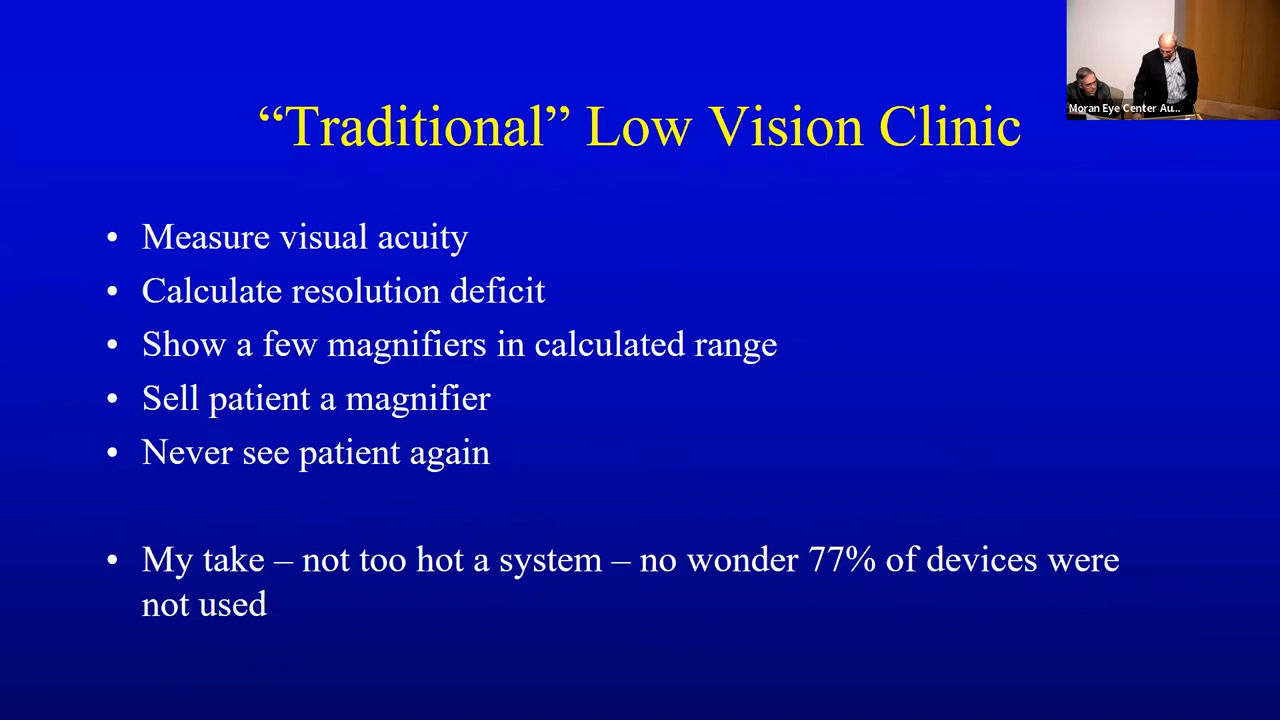 “Traditional” Low Vision Clinic
Moran Eye Center Au...
• Measure visual acuity
• Calculate resolution deficit
• Show a few magnifiers in calculated range
• Sell patient a magnifier
• Never see patient again
• My take – not too hot a system – no wonder 77% of devices were
not used